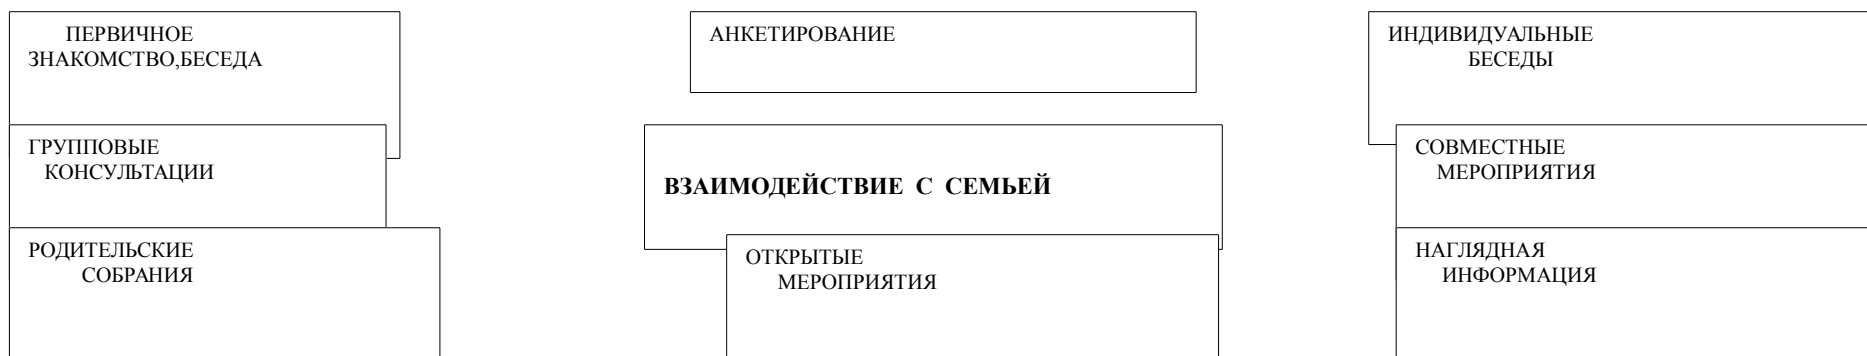 ПЕРВИЧНОЕ
ЗНАКОМСТВО,БЕСЕДА
АНКЕТИРОВАНИЕ
ИНДИВИДУАЛЬНЫЕ
БЕСЕДЫ
ГРУППОВЫЕ
КОНСУЛЬТАЦИИ
ВЗАИМОДЕЙСТВИЕ С СЕМЬЕЙ
СОВМЕСТНЫЕ
МЕРОПРИЯТИЯ
РОДИТЕЛЬСКИЕ
СОБРАНИЯ
ОТКРЫТЫЕ
МЕРОПРИЯТИЯ
НАГЛЯДНАЯ
ИНФОРМАЦИЯ